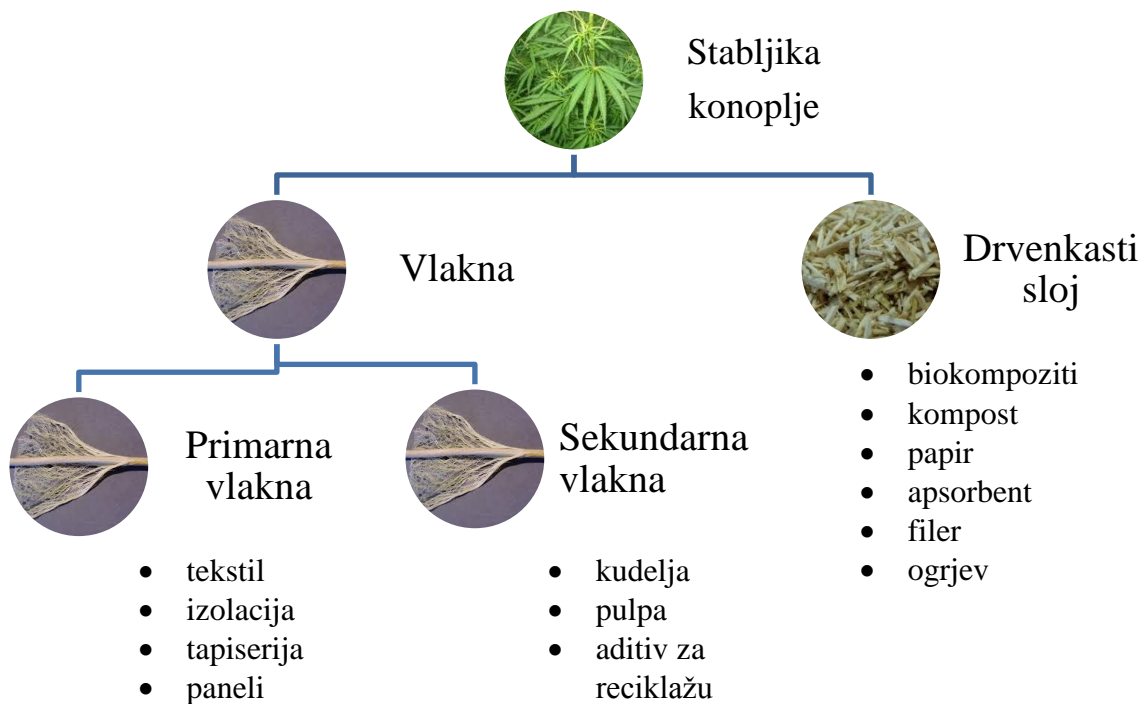 Stabljika
konoplje
Vlakna
Drvenkasti
sloj
• biokompoziti
• kompost
• papir
• apsorbent
• filer
• ogrjev
Primarna
vlakna
• tekstil
• izolacija
• tapiserija
• paneli
Sekundarna
vlakna
• kudelja
• pulpa
• aditiv za
reciklažu